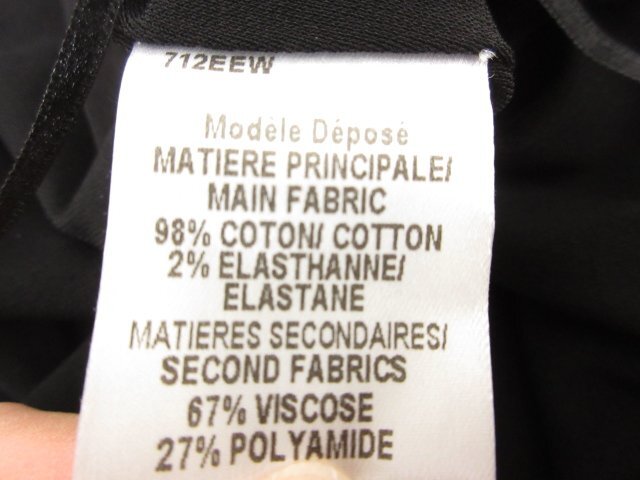 712EEW
Modèle Déposé
MATIERE PRINCIPALE/
MAIN FABRIC
98% COTON/ COTTON
2% ELASTHANNE/
ELASTANE
MATIERES SECONDAIRES/
SECOND FABRICS
67% VISCOSE
27% POLYAMIDE